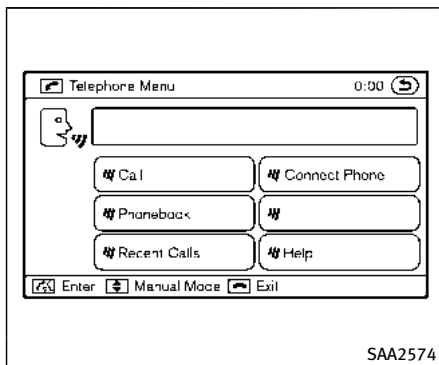 Telephone Menu 0:00
Call
Connect Phone
Phonebook
Recent Calls
Help
Enter Manual Mode Exit
SAA2574